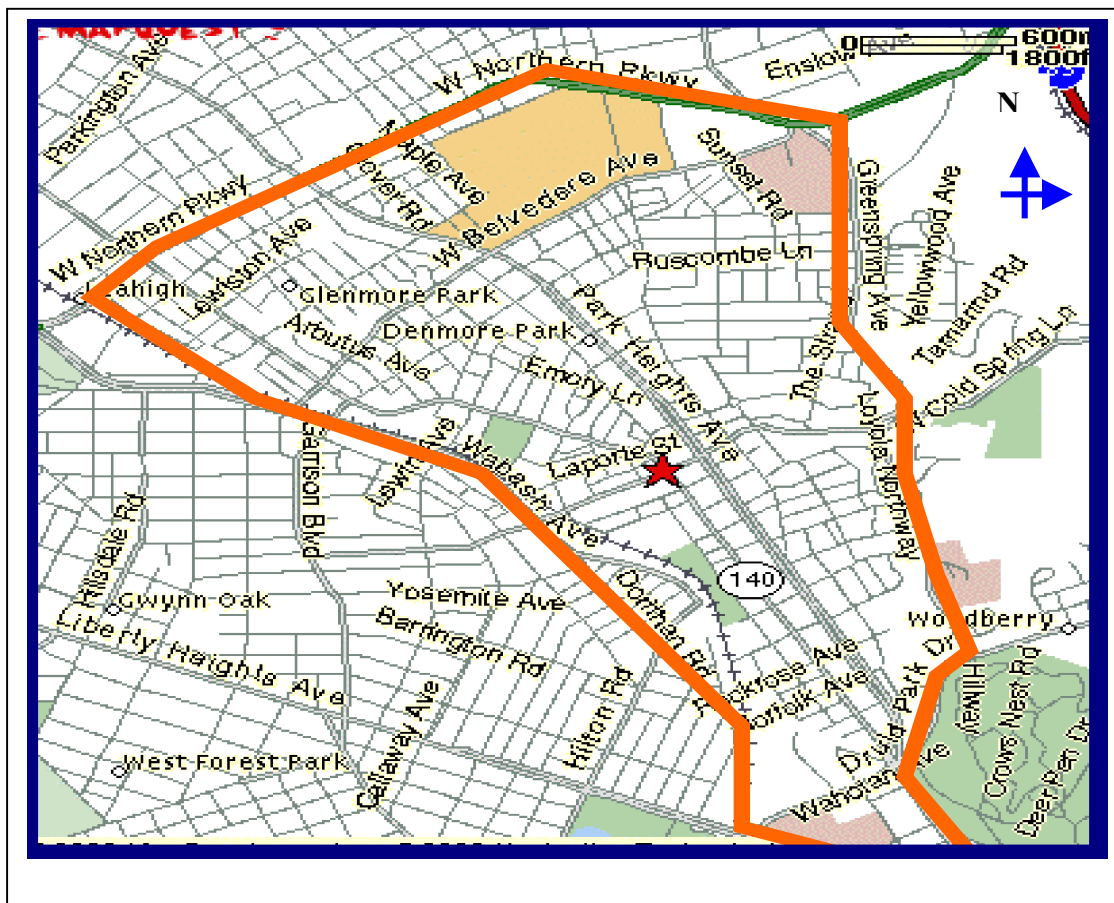 MAPQUEST
0 600m
1800ft
Parkington Ave
W Northern Pkwy
Enslow
N
Maple Ave
Glover Rd
W Belvedere Ave
Sunset Rd
Greenspring Ave
Yellowwood Ave
Tamarind Rd
W Northern Pkwy
Lewiston Ave
Ruscombe Ln
Glenmore Park
Denmore Park
Arbutus Ave
Park Heights Ave
Emory Ln
W Cold Spring Ln
Laporte
Wabash Ave
Loyola Northway
Garrison Blvd
Hillsdale Rd
140
Gwynn Oak
Yosemite Ave
Dorithan Rd
Woodberry
Liberty Heights Ave
Barrington Rd
Norfolk Ave
Druid Park Dr
Hillway
Crows Nest Rd
Hilton Rd
Callaway Ave
West Forest Park
Deer Pen Dr